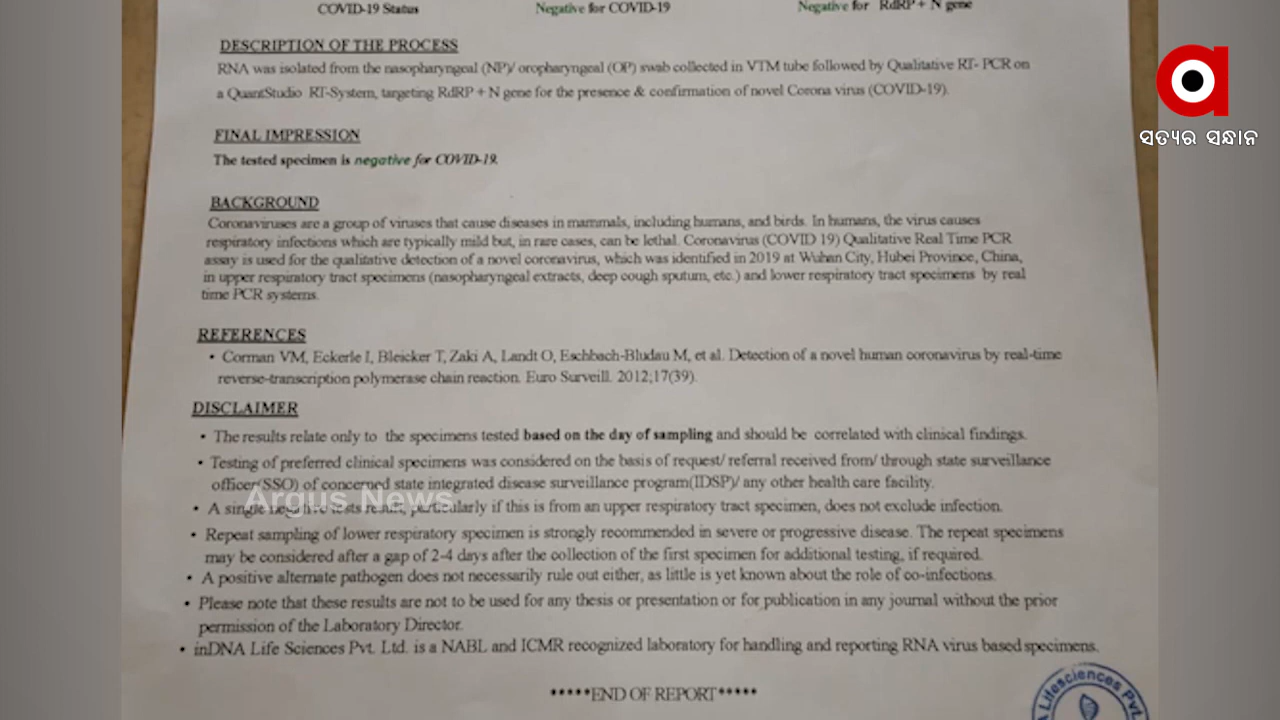 COVID-19 Status Negative for COVID-19 Negative for RdRP + N gene
DESCRIPTION OF THE PROCESS
RNA was isolated from the nasopharyngeal (NP)/ oropharyngeal (OP) swab collected in VTM tube followed by Qualitative RT- PCR on
a QuantStudio RT-System, targeting RdRP + N gene for the presence & confirmation of novel Corona virus (COVID-19).
FINAL IMPRESSION
The tested specimen is negative for COVID-19.
BACKGROUND
Coronaviruses are a group of viruses that cause diseases in mammals, including humans, and birds. In humans, the virus causes
respiratory infections which are typically mild but, in rare cases, can be lethal. Coronavirus (COVID 19) Qualitative Real Time PCR
assay is used for the qualitative detection of a novel coronavirus, which was identified in 2019 at Wuhan City, Hubei Province, China,
in upper respiratory tract specimens (nasopharyngeal extracts, deep cough sputum, etc.) and lower respiratory tract specimens by real
time PCR systems.
REFERENCES
• Corman VM, Eckerle I, Bleicker T, Zaki A, Landt O, Eschbach-Bludau M, et al. Detection of a novel human coronavirus by real-time
reverse-transcription polymerase chain reaction. Euro Surveill. 2012;17(39).
DISCLAIMER
• The results relate only to the specimens tested based on the day of sampling and should be correlated with clinical findings.
• Testing of preferred clinical specimens was considered on the basis of request/ referral received from/ through state surveillance
officer(SSO) of concerned state integrated disease surveillance program(IDSP)/ any other health care facility.
• A single negative tests result, particularly if this is from an upper respiratory tract specimen, does not exclude infection.
• Repeat sampling of lower respiratory specimen is strongly recommended in severe or progressive disease. The repeat specimens
may be considered after a gap of 2-4 days after the collection of the first specimen for additional testing, if required.
• A positive alternate pathogen does not necessarily rule out either, as little is yet known about the role of co-infections.
• Please note that these results are not to be used for any thesis or presentation or for publication in any journal without the prior
permission of the Laboratory Director.
• inDNA Life Sciences Pvt. Ltd. is a NABL and ICMR recognized laboratory for handling and reporting RNA virus based specimens.
*****END OF REPORT*****
Lifesciences Pvt.
Argus News
a
ସତ୍ୟର ସନ୍ଧାନ